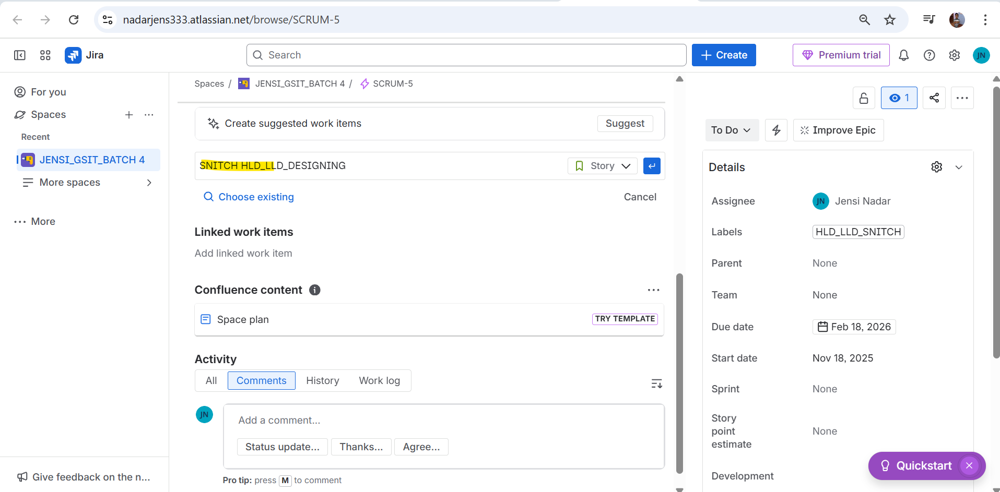 nadarjens333.atlassian.net/browse/SCRUM-5
Jira
Search
Create
Premium trial
JN
For you
Spaces
Recent
JENSI_GSIT_BATCH 4
More spaces
More
Give feedback on the n...
Spaces / JENSI_GSIT_BATCH 4 / SCRUM-5
Create suggested work items
Suggest
SNITCH HLD_LLD_DESIGNING
Story
Choose existing
Cancel
Linked work items
Add linked work item
Confluence content
Space plan
TRY TEMPLATE
Activity
All
Comments
History
Work log
JN
Add a comment...
Status update...
Thanks...
Agree...
Pro tip: press M to comment
1
To Do
Improve Epic
Details
Assignee
JN Jensi Nadar
Labels
HLD_LLD_SNITCH
Parent
None
Team
None
Due date
Feb 18, 2026
Start date
Nov 18, 2025
Sprint
None
Story
point
estimate
None
Development
Quickstart